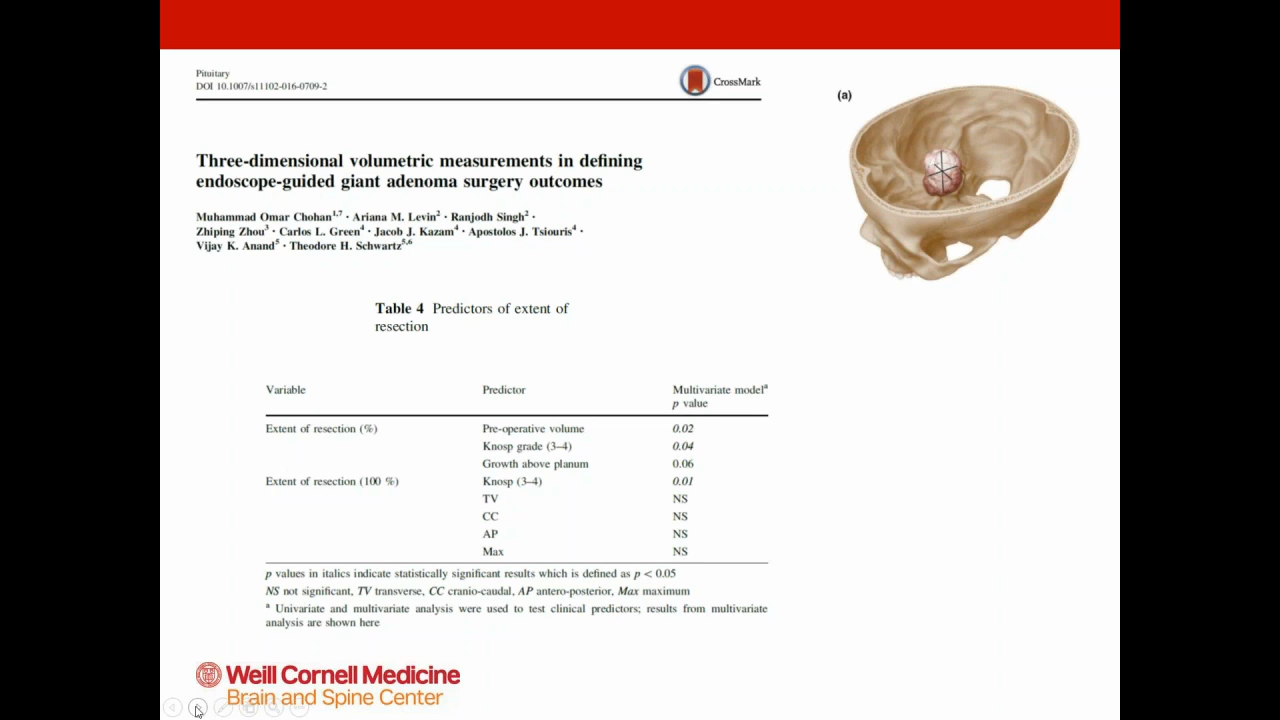 Pituitary
DOI 10.1007/s11102-016-0709-2
CrossMark
(a)
Three-dimensional volumetric measurements in defining
endoscope-guided giant adenoma surgery outcomes
Muhammad Omar Chohan1,7 · Ariana M. Levin2 · Ranjodh Singh2 ·
Zhiping Zhou3 · Carlos L. Green4 · Jacob J. Kazam4 · Apostolos J. Tsiouris4 ·
Vijay K. Anand5 · Theodore H. Schwartz5,6
Table 4 Predictors of extent of
resection
Variable Predictor Multivariate modela
p value
Extent of resection (%) Pre-operative volume 0.02
Knosp grade (3–4) 0.04
Growth above planum 0.06
Extent of resection (100 %) Knosp (3–4) 0.01
TV NS
CC NS
AP NS
Max NS
p values in italics indicate statistically significant results which is defined as p < 0.05
NS not significant, TV transverse, CC cranio-caudal, AP antero-posterior, Max maximum
a Univariate and multivariate analysis were used to test clinical predictors; results from multivariate
analysis are shown here
Weill Cornell Medicine
Brain and Spine Center